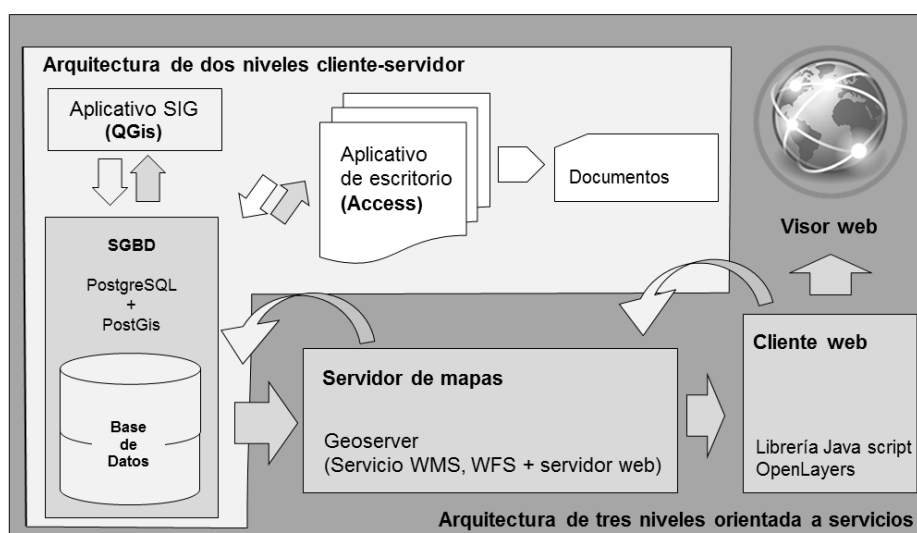 Arquitectura de dos niveles cliente-servidor
Aplicativo SIG
(QGis)
Aplicativo
de escritorio
(Access)
Documentos
Visor web
SGBD
PostgreSQL
+
PostGis
Base
de
Datos
Servidor de mapas
Geoserver
(Servicio WMS, WFS + servidor web)
Cliente web
Librería Java script
OpenLayers
Arquitectura de tres niveles orientada a servicios